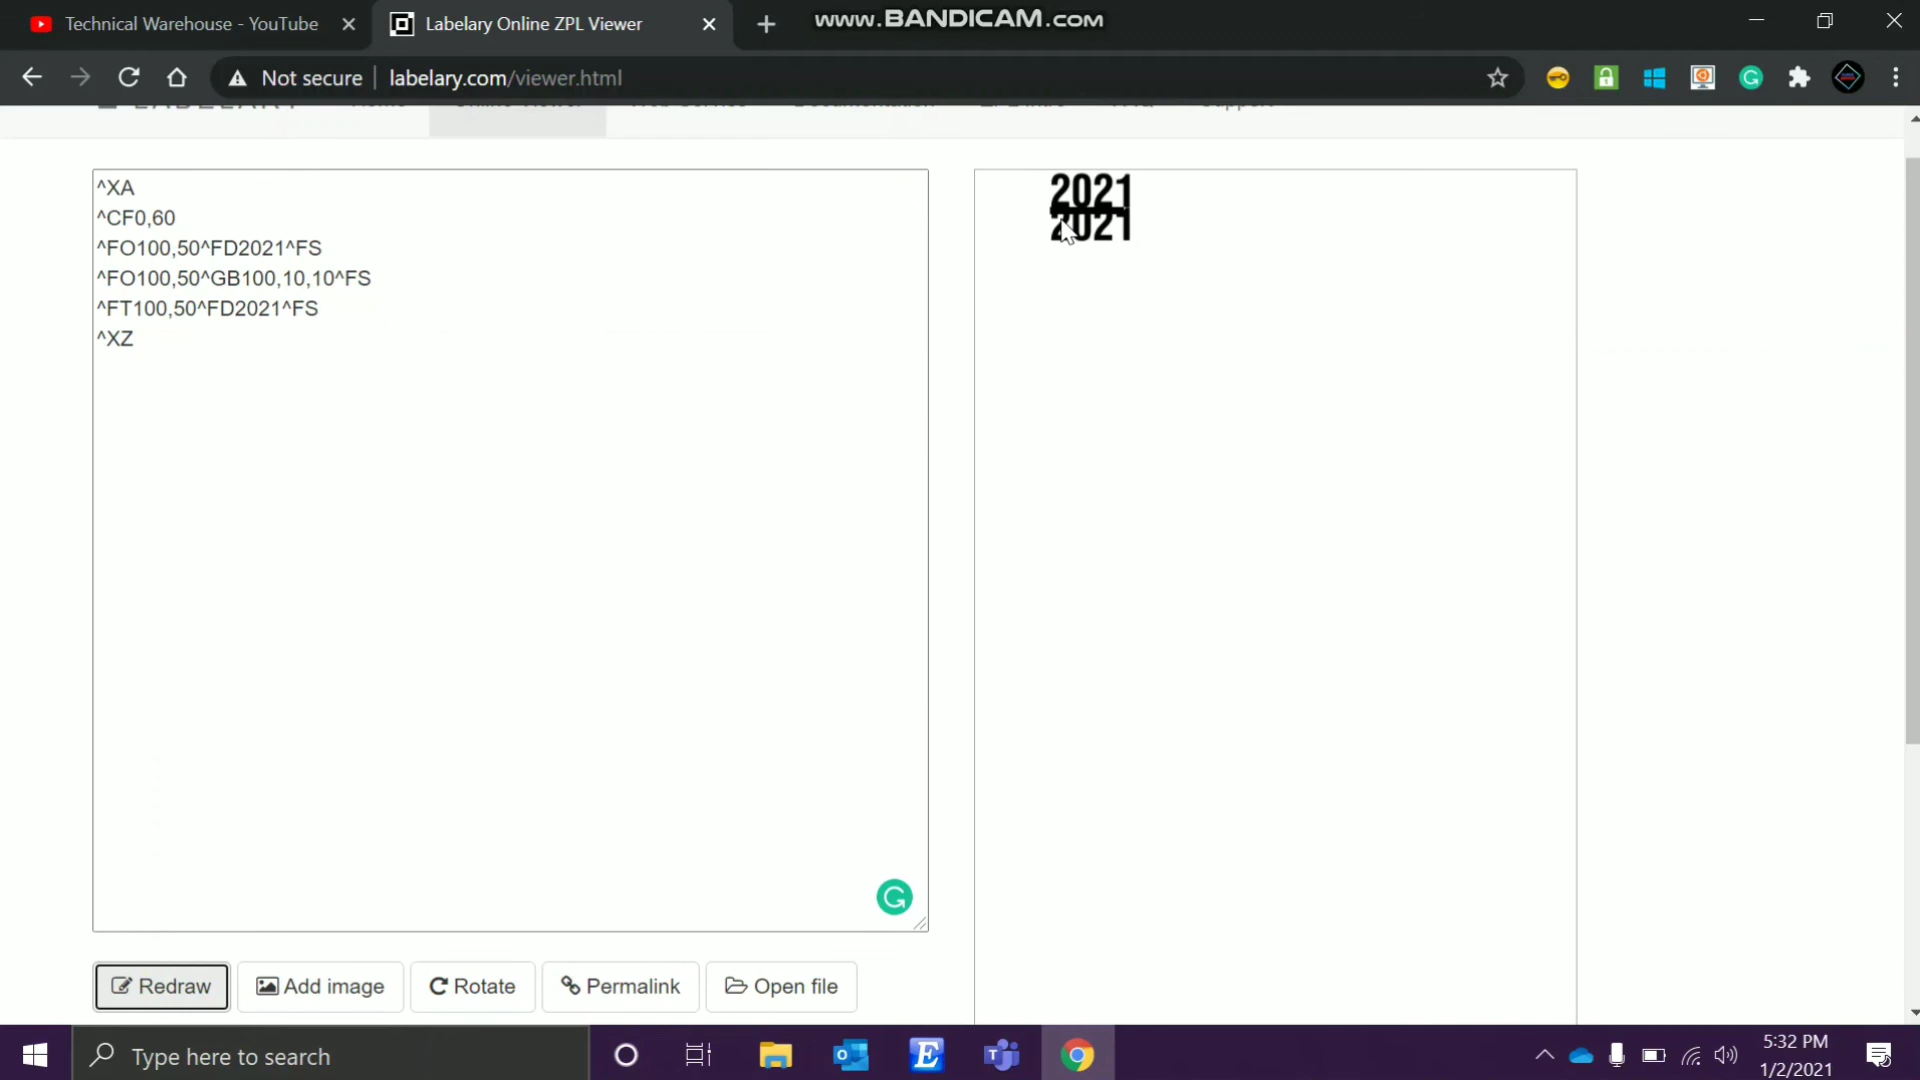 Technical Warehouse - YouTube
Labelary Online ZPL Viewer
www.BANDICAM.com
Not secure
labelary.com/viewer.html
^XA
^CF0,60
^FO100,50^FD2021^FS
^FO100,50^GB100,10,10^FS
^FT100,50^FD2021^FS
^XZ
2021
2021
Redraw
Add image
Rotate
Permalink
Open file
Type here to search
5:32 PM
1/2/2021